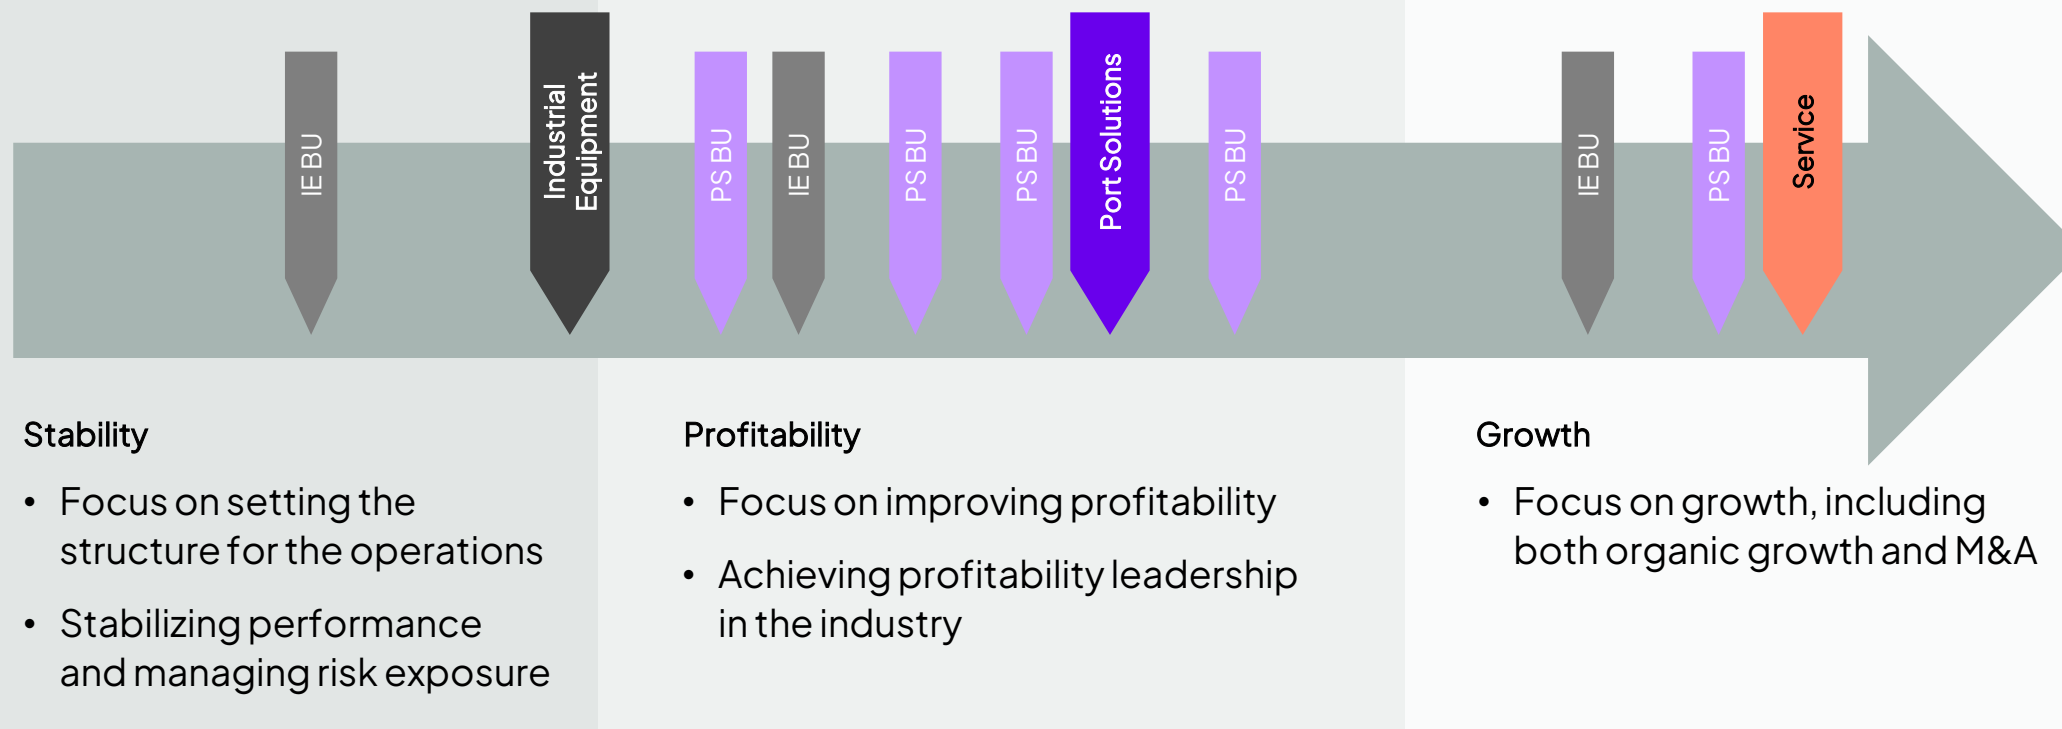 IE BU
Industrial
Equipment
PS BU
IE BU
PS BU
PS BU
Port Solutions
PS BU
IE BU
PS BU
Service
Stability
• Focus on setting the
structure for the operations
• Stabilizing performance
and managing risk exposure
Profitability
• Focus on improving profitability
• Achieving profitability leadership
in the industry
Growth
• Focus on growth, including
both organic growth and M&A